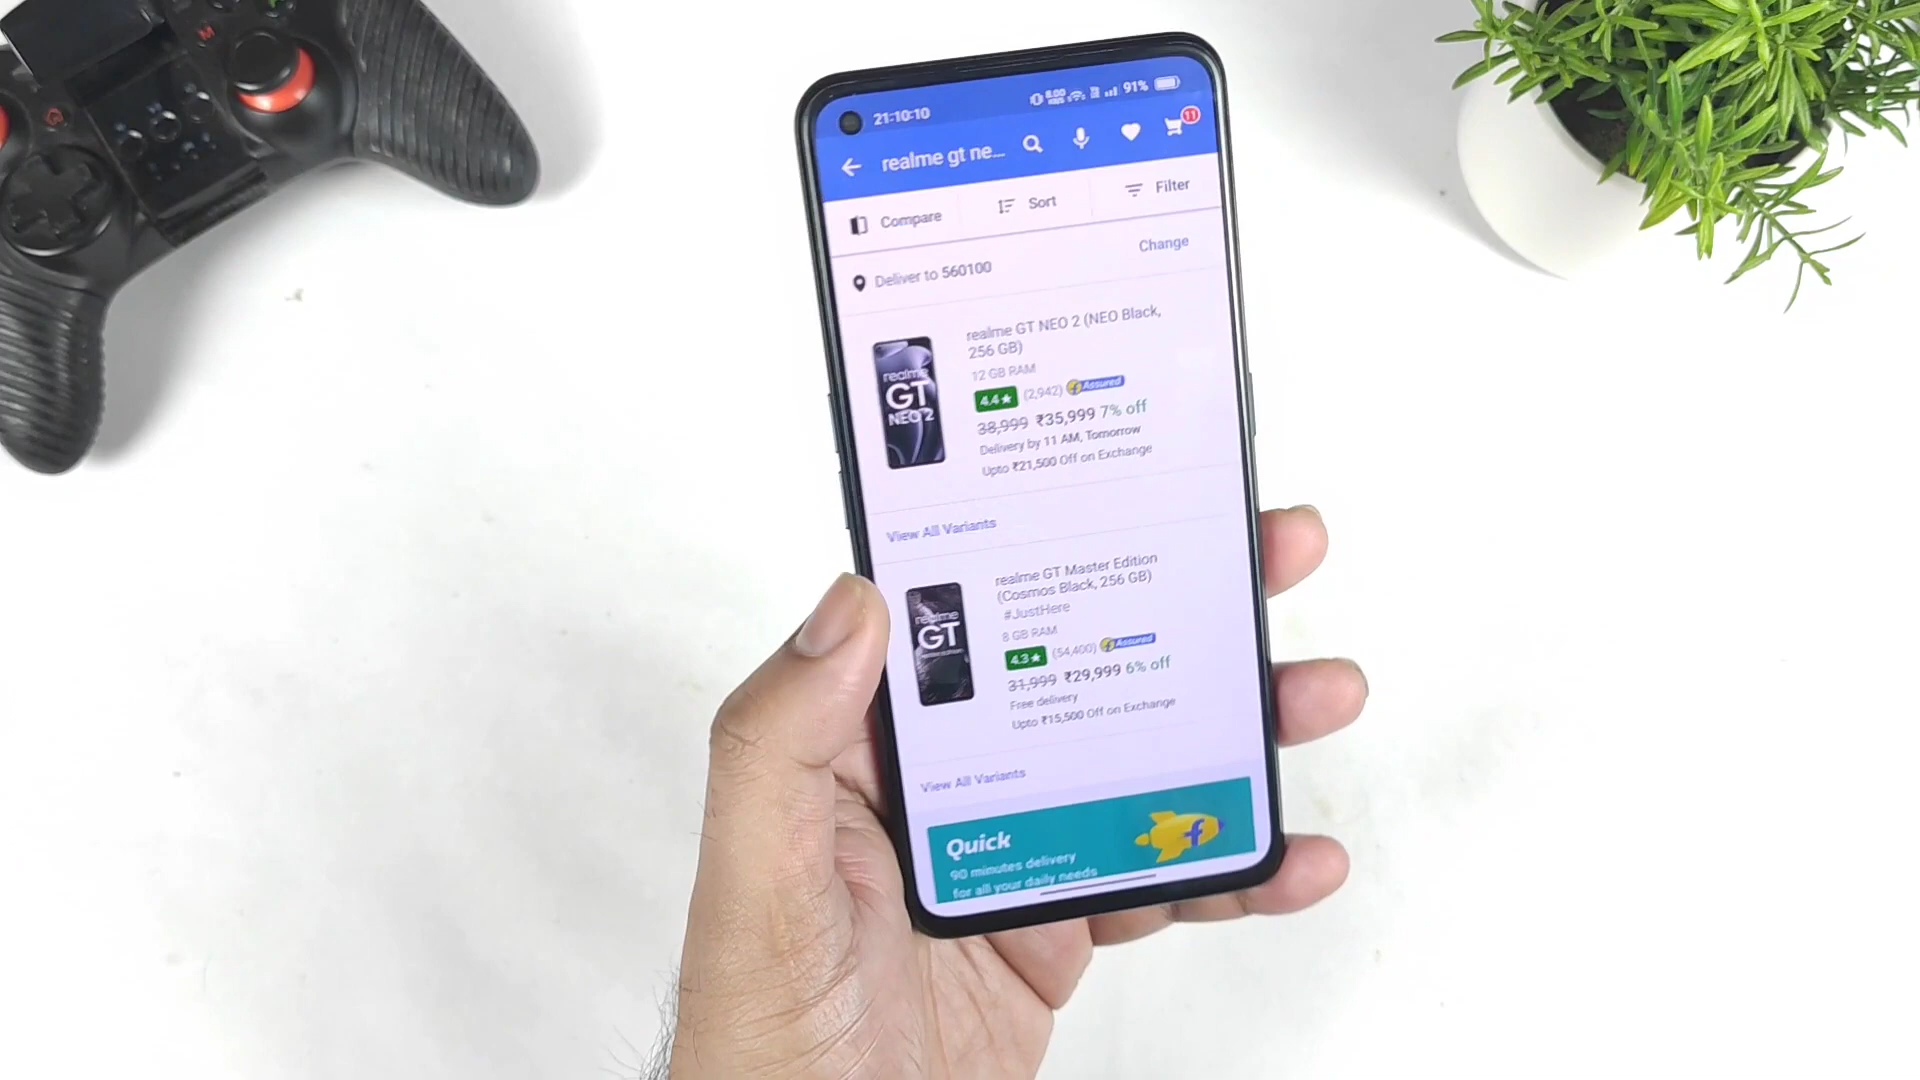 M
21:10:10
8.00
91%
realme gt ne...
11
Compare
Sort
Filter
Deliver to 560100
Change
realme GT NEO 2 (NEO Black,
256 GB)
12 GB RAM
4.4★ (2,942) Assured
38,999 ₹35,999 7% off
Delivery by 11 AM, Tomorrow
Upto ₹21,500 Off on Exchange
realme
GT
NEO 2
View All Variants
realme GT Master Edition
(Cosmos Black, 256 GB)
#JustHere
8 GB RAM
4.3★ (54,400) Assured
31,999 ₹29,999 6% off
Free delivery
Upto ₹15,500 Off on Exchange
realme
GT
View All Variants
Quick
90 minutes delivery
for all your daily needs
f